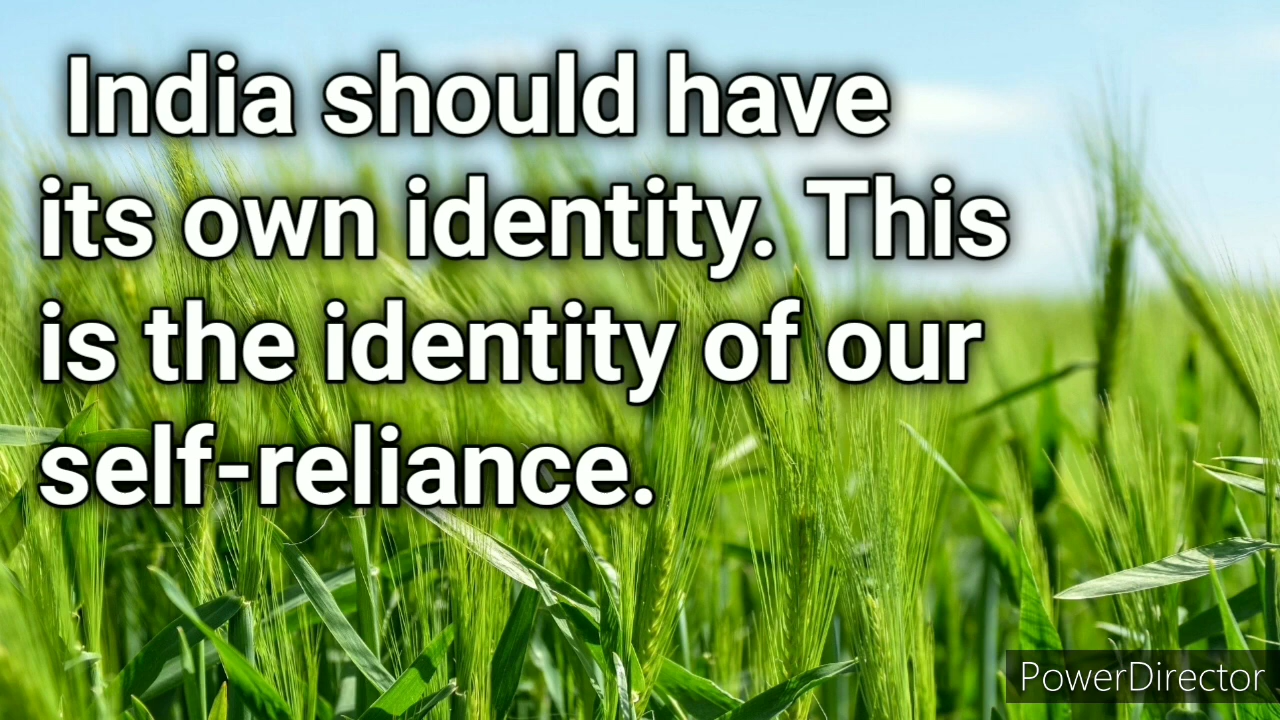 India should have
its own identity. This
is the identity of our
self-reliance.
PowerDirector